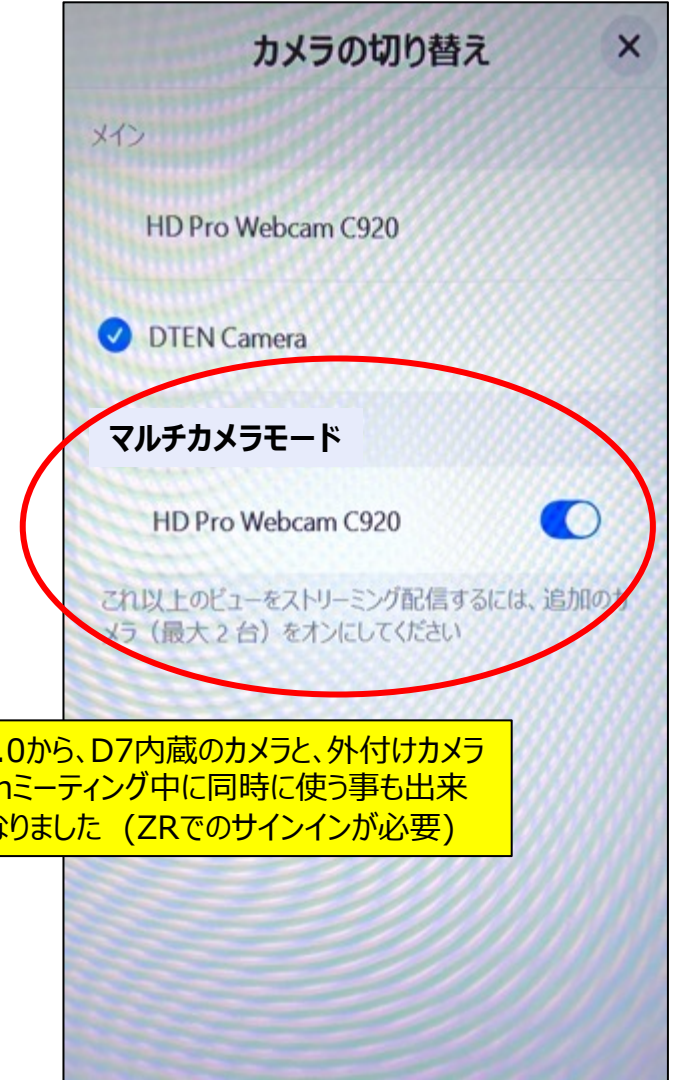 カメラの切り替え
×
メイン
HD Pro Webcam C920
DTEN Camera
マルチカメラモード
HD Pro Webcam C920
これ以上のビューをストリーミング配信するには、追加のカ
メラ（最大 2 台）をオンにしてください
.0から、D7内蔵のカメラと、外付けカメラ
mミーティング中に同時に使う事も出来
なりました (ZRでのサインインが必要)